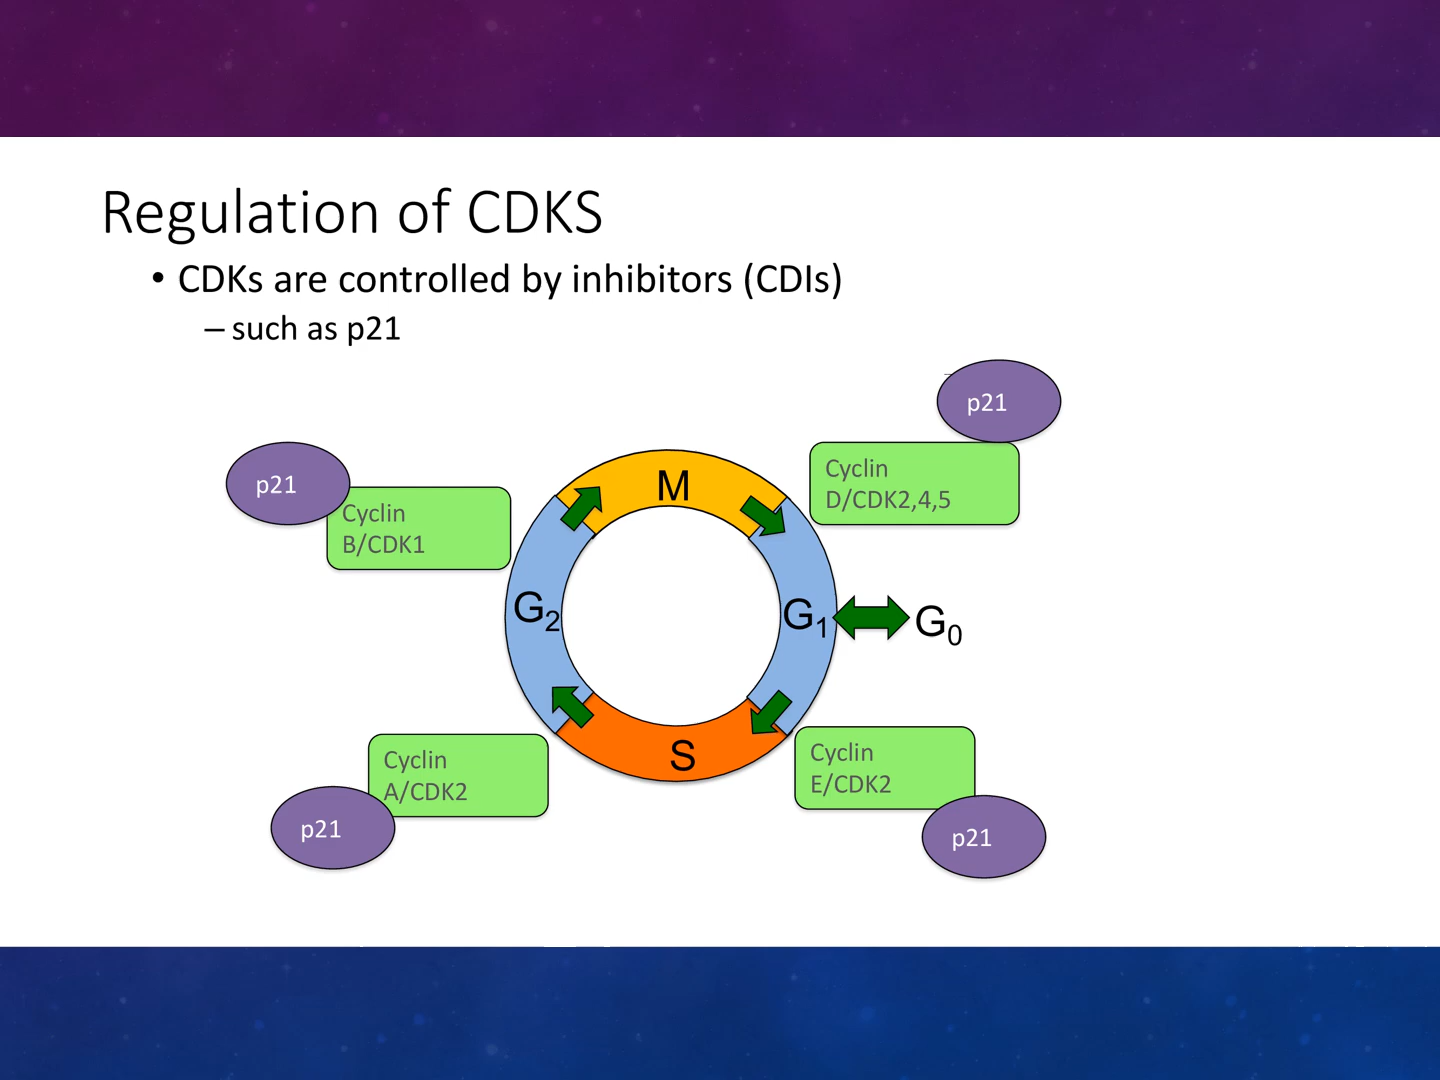 Regulation of CDKS
• CDKs are controlled by inhibitors (CDIs)
– such as p21
p21
p21
Cyclin
D/CDK2,4,5
Cyclin
B/CDK1
M
G₂
G₁
G₀
S
Cyclin
A/CDK2
Cyclin
E/CDK2
p21
p21